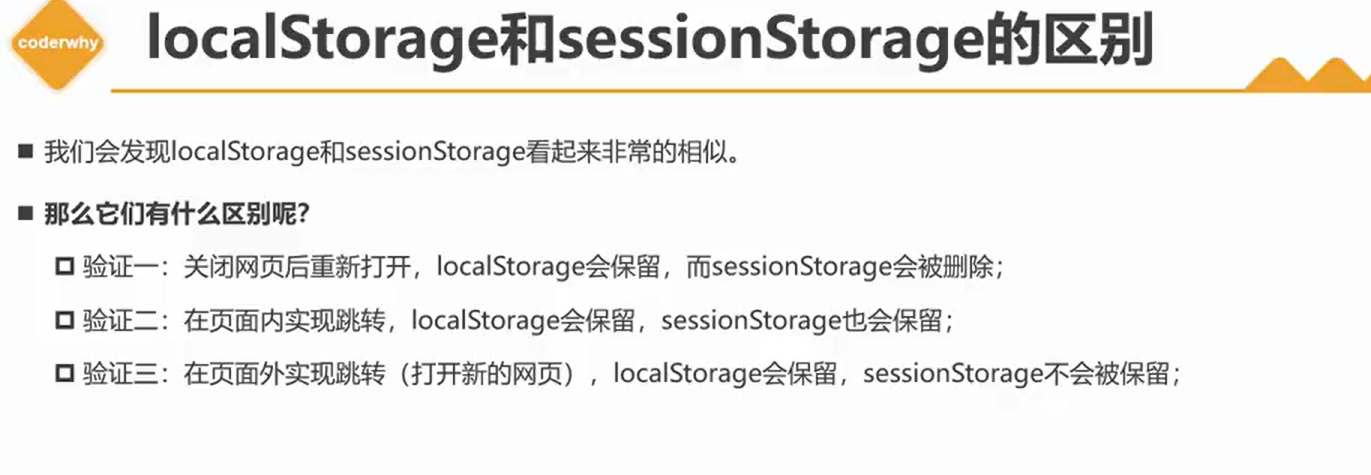 coderwhy
localStorage和sessionStorage的区别
我们会发现localStorage和sessionStorage看起来非常的相似。
那么它们有什么区别呢？
验证一：关闭网页后重新打开，localStorage会保留，而sessionStorage会被删除；
验证二：在页面内实现跳转，localStorage会保留，sessionStorage也会保留；
验证三：在页面外实现跳转（打开新的网页），localStorage会保留，sessionStorage不会被保留；